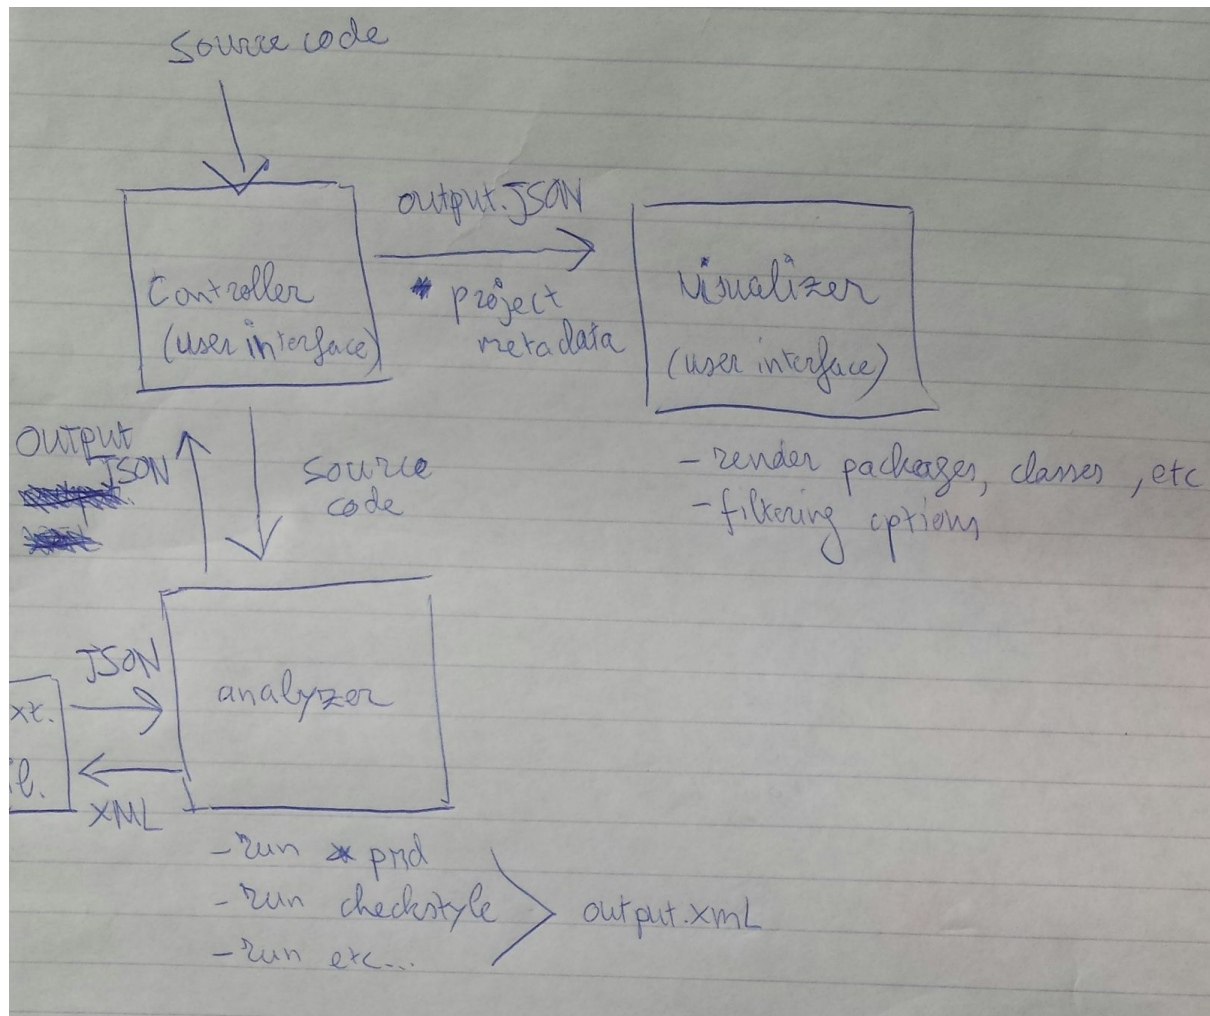 source code
output.JSON
Controller
(user interface)
project
metadata
visualizer
(user interface)
output
JSON
source
code
- render packages, classes, etc
- filtering options
JSON
xt.
analyzer
l.
XML
- run pmd
- run checkstyle
- run etc...
output.xmL